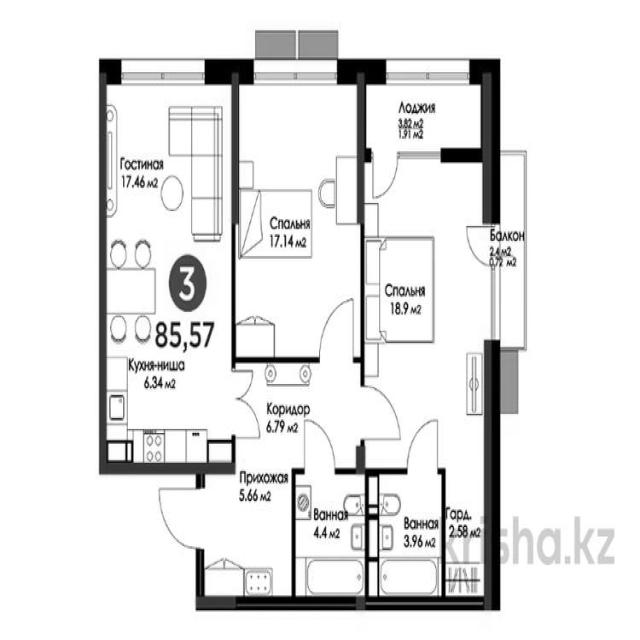 Лоджия
3.82 м2
1.91 м2
Гостиная
17.46 м2
Спальня
17.14 м2
Балкон
2.4 м2
0.72 м2
3
85,57
Спальня
18.9 м2
Кухня-ниша
6.34 м2
Коридор
6.79 м2
Прихожая
5.66 м2
Ванная
4.4 м2
Ванная
3.96 м2
Гард.
2.58 м2
krisha.kz